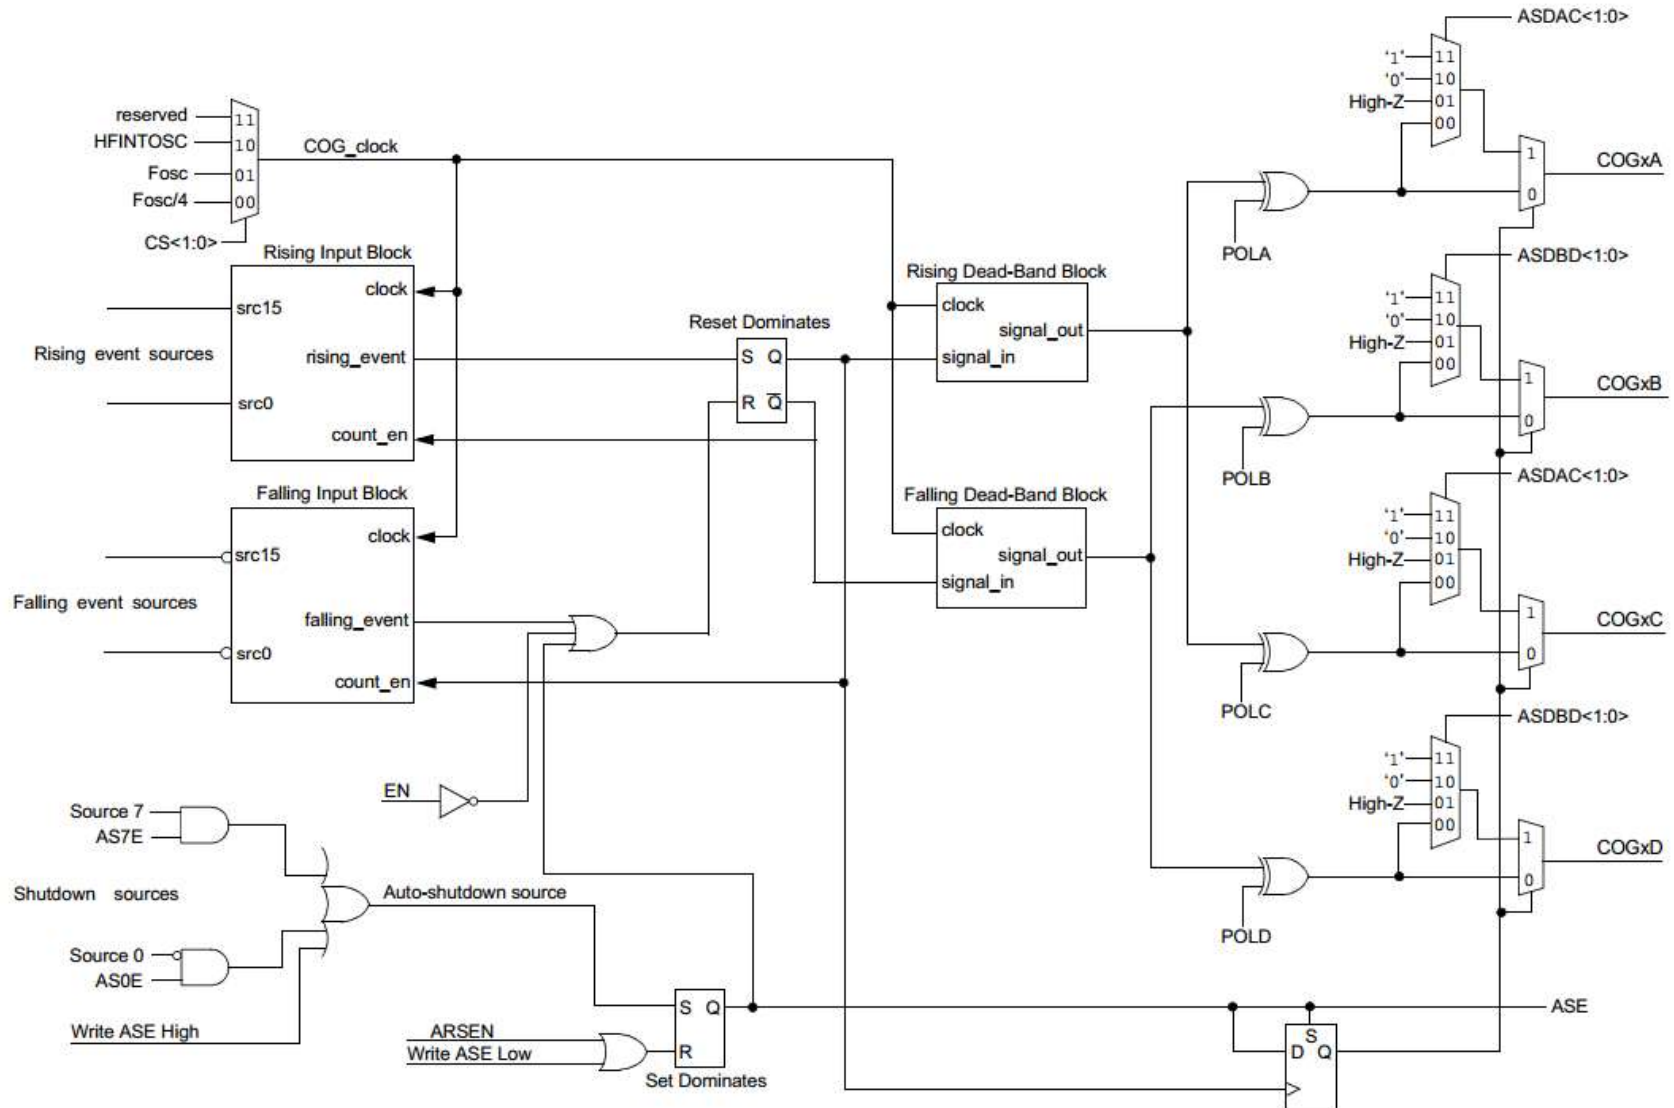 ASDAC<1:0>
'1' 11
'0' 10
High-Z 01
00
1
0
COGxA
POLA
reserved 11
HFINTOSC 10
Fosc 01
Fosc/4 00
CS<1:0>
COG_clock
Rising Input Block
clock
src15
Rising event sources
rising_event
src0
count_en
Reset Dominates
S Q
R Q̅
Rising Dead-Band Block
clock
signal_out
signal_in
ASDBD<1:0>
'1' 11
'0' 10
High-Z 01
00
1
0
COGxB
POLB
Falling Input Block
clock
src15
Falling event sources
falling_event
src0
count_en
Falling Dead-Band Block
clock
signal_out
signal_in
ASDAC<1:0>
'1' 11
'0' 10
High-Z 01
00
1
0
COGxC
POLC
ASDBD<1:0>
'1' 11
'0' 10
High-Z 01
00
1
0
COGxD
POLD
EN
Source 7
AS7E
Shutdown sources
Auto-shutdown source
Source 0
AS0E
Write ASE High
ARSEN
Write ASE Low
S Q
R
Set Dominates
ASE
S
D Q